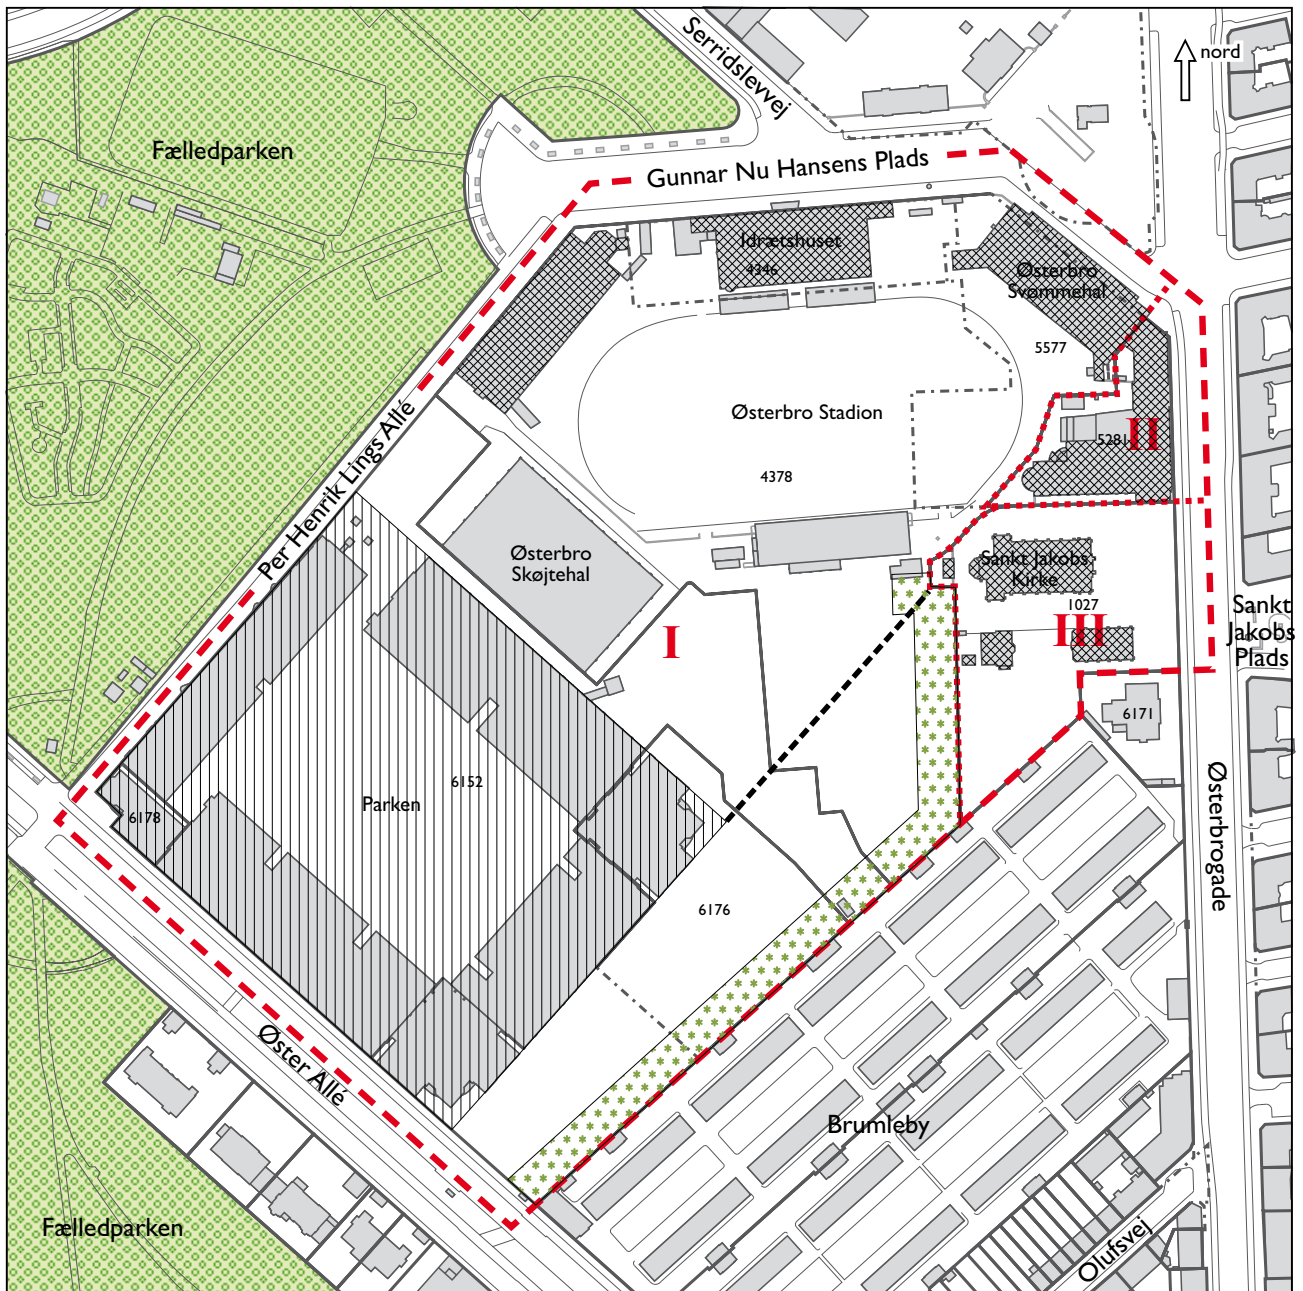 Serridslevvej
nord
Fælledparken
Gunnar Nu Hansens Plads
Idrætshuset
4346
Østerbro
Svømmehal
5577
Per Henrik Lings Allé
Østerbro Stadion
5281
II
4378
Østerbro
Skøjtehal
Sankt Jakobs
Kirke
1027
Sankt
Jakobs
Plads
I
III
6171
6152
Parken
6178
Østerbrogade
6176
Øster Allé
Brumleby
Fælledparken
Olufsvej